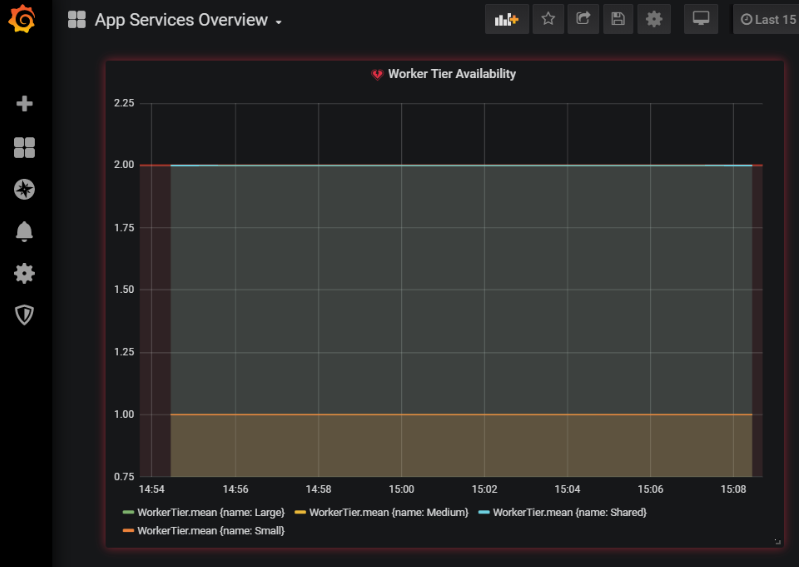 App Services Overview
Last 15
Worker Tier Availability
2.25
2.00
1.75
1.50
1.25
1.00
0.75
14:54 14:56 14:58 15:00 15:02 15:04 15:06 15:08
WorkerTier.mean {name: Large} WorkerTier.mean {name: Medium} WorkerTier.mean {name: Shared}
WorkerTier.mean {name: Small}